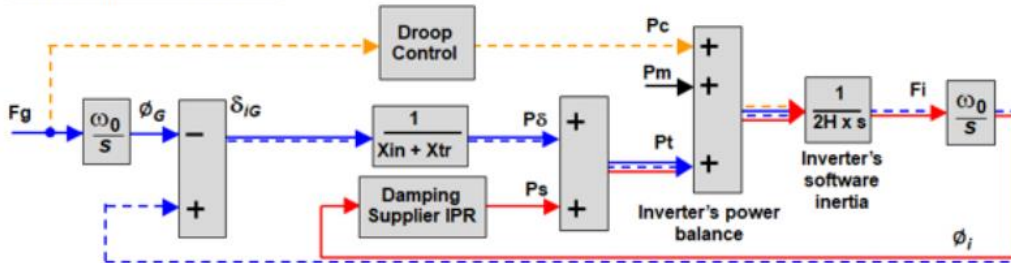 Droop
Control
Pc
+
Pm
+
Fg
ω0
s
ϕG
−
δiG
1
Xin + Xtr
Pδ
+
Pt
+
1
2H x s
Fi
ω0
s
+
Damping
Supplier IPR
Ps
+
Inverter's power
balance
Inverter's
software
inertia
ϕi